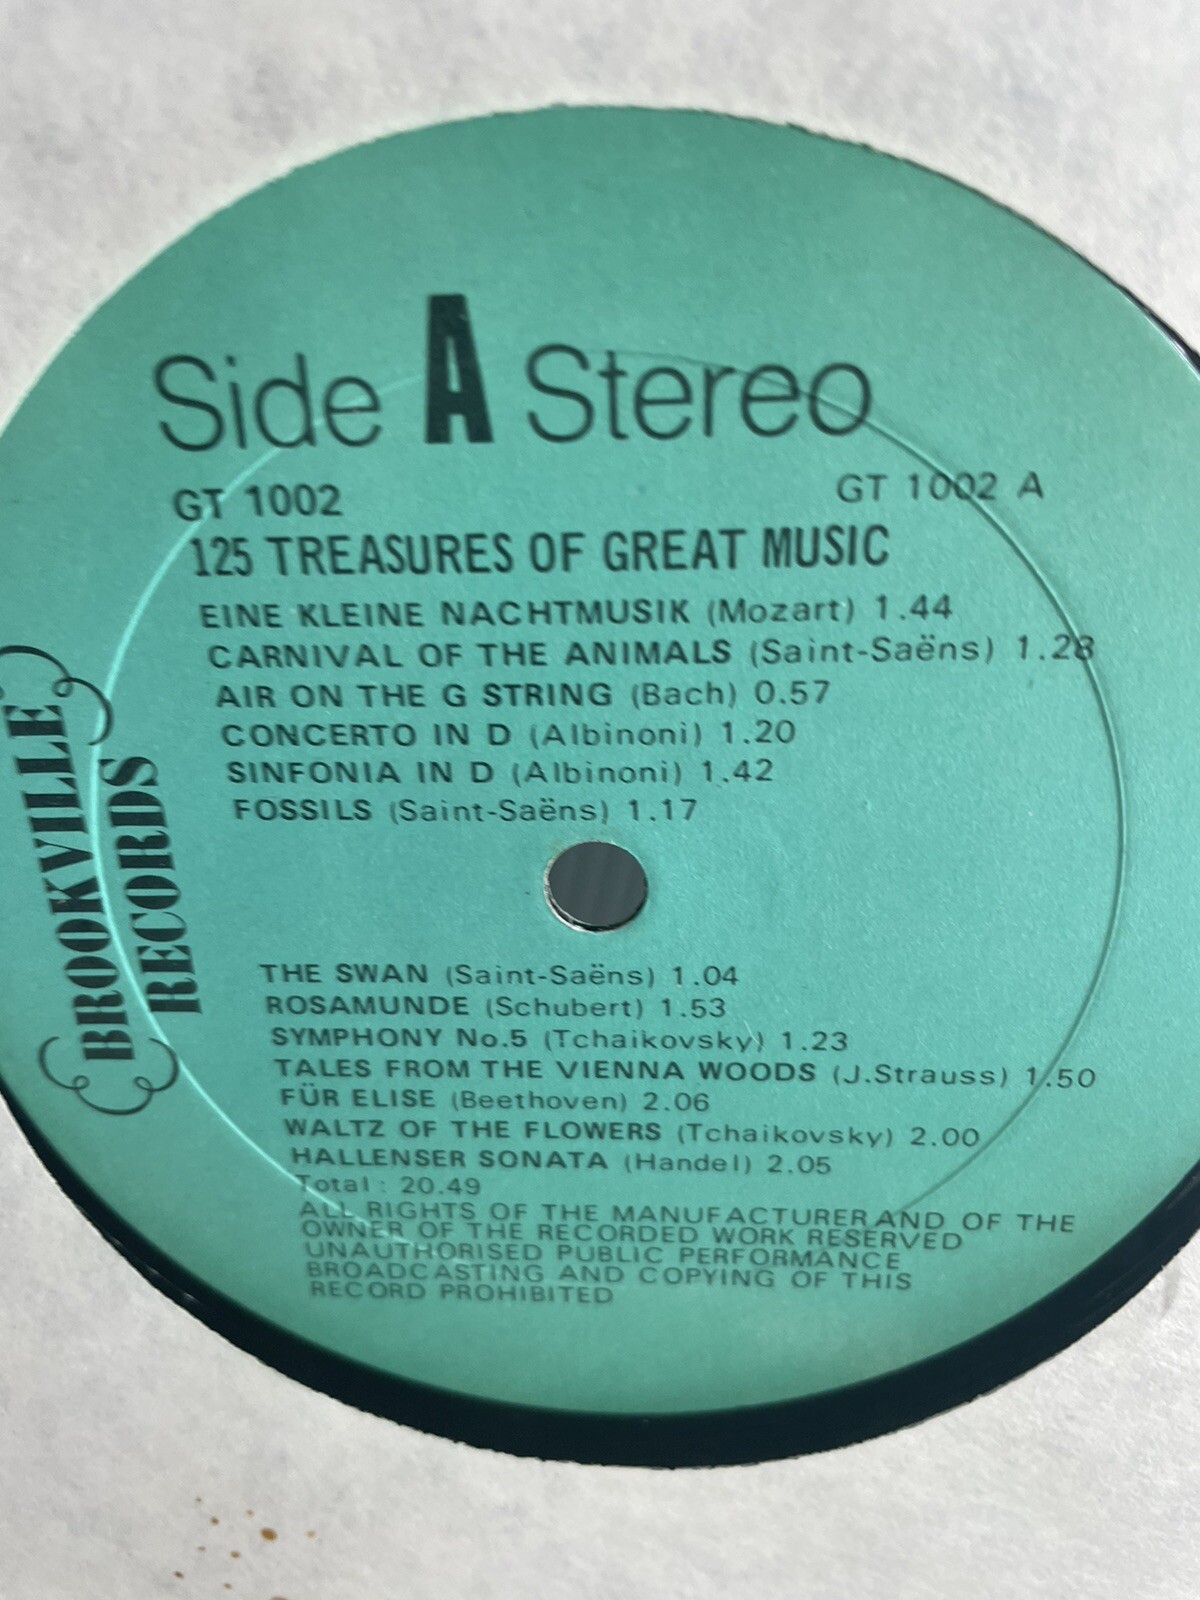 Side A Stereo
GT 1002
GT 1002 A
125 TREASURES OF GREAT MUSIC
EINE KLEINE NACHTMUSIK (Mozart) 1.44
CARNIVAL OF THE ANIMALS (Saint-Saëns) 1.28
AIR ON THE G STRING (Bach) 0.57
CONCERTO IN D (Albinoni) 1.20
SINFONIA IN D (Albinoni) 1.42
FOSSILS (Saint-Saëns) 1.17
BROOKVILLE
RECORDS
THE SWAN (Saint-Saëns) 1.04
ROSAMUNDE (Schubert) 1.53
SYMPHONY No.5 (Tchaikovsky) 1.23
TALES FROM THE VIENNA WOODS (J.Strauss) 1.50
FÜR ELISE (Beethoven) 2.06
WALTZ OF THE FLOWERS (Tchaikovsky) 2.00
HALLENSER SONATA (Handel) 2.05
Total : 20.49
ALL RIGHTS OF THE MANUFACTURER AND OF THE
OWNER OF THE RECORDED WORK RESERVED
UNAUTHORISED PUBLIC PERFORMANCE
BROADCASTING AND COPYING OF THIS
RECORD PROHIBITED